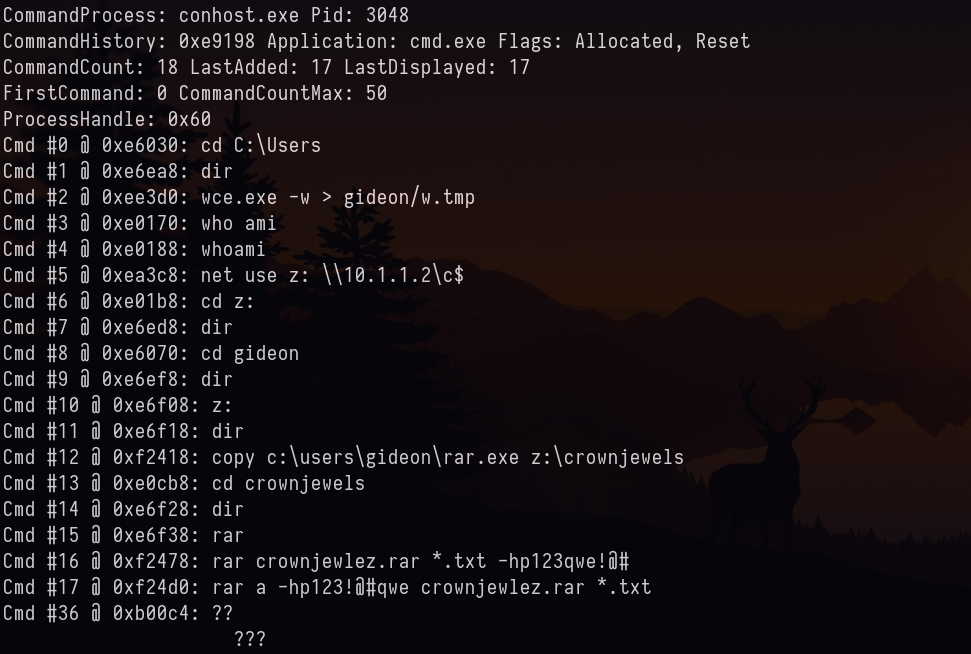 CommandProcess: conhost.exe Pid: 3048
CommandHistory: 0xe9198 Application: cmd.exe Flags: Allocated, Reset
CommandCount: 18 LastAdded: 17 LastDisplayed: 17
FirstCommand: 0 CommandCountMax: 50
ProcessHandle: 0x60
Cmd #0 @ 0xe6030: cd C:\Users
Cmd #1 @ 0xe6ea8: dir
Cmd #2 @ 0xee3d0: wce.exe -w > gideon/w.tmp
Cmd #3 @ 0xe0170: who ami
Cmd #4 @ 0xe0188: whoami
Cmd #5 @ 0xea3c8: net use z: \\10.1.1.2\c$
Cmd #6 @ 0xe01b8: cd z:
Cmd #7 @ 0xe6ed8: dir
Cmd #8 @ 0xe6070: cd gideon
Cmd #9 @ 0xe6ef8: dir
Cmd #10 @ 0xe6f08: z:
Cmd #11 @ 0xe6f18: dir
Cmd #12 @ 0xf2418: copy c:\users\gideon\rar.exe z:\crownjewels
Cmd #13 @ 0xe0cb8: cd crownjewels
Cmd #14 @ 0xe6f28: dir
Cmd #15 @ 0xe6f38: rar
Cmd #16 @ 0xf2478: rar crownjewlez.rar *.txt -hp123qwe!@#
Cmd #17 @ 0xf24d0: rar a -hp123!@#qwe crownjewlez.rar *.txt
Cmd #36 @ 0xb00c4: ??
???